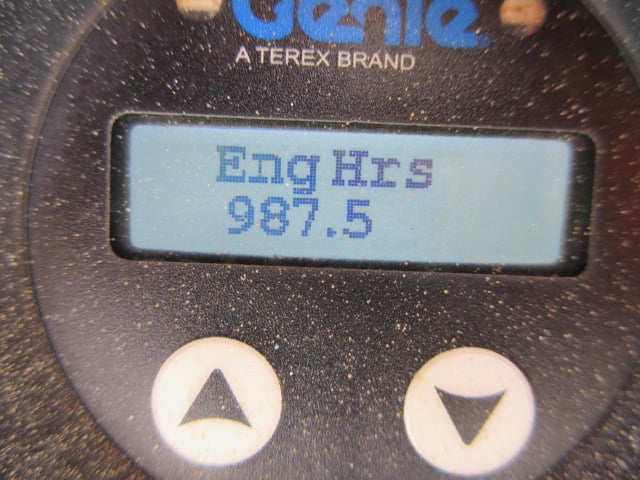 Genie
A TEREX BRAND
Eng Hrs
987.5